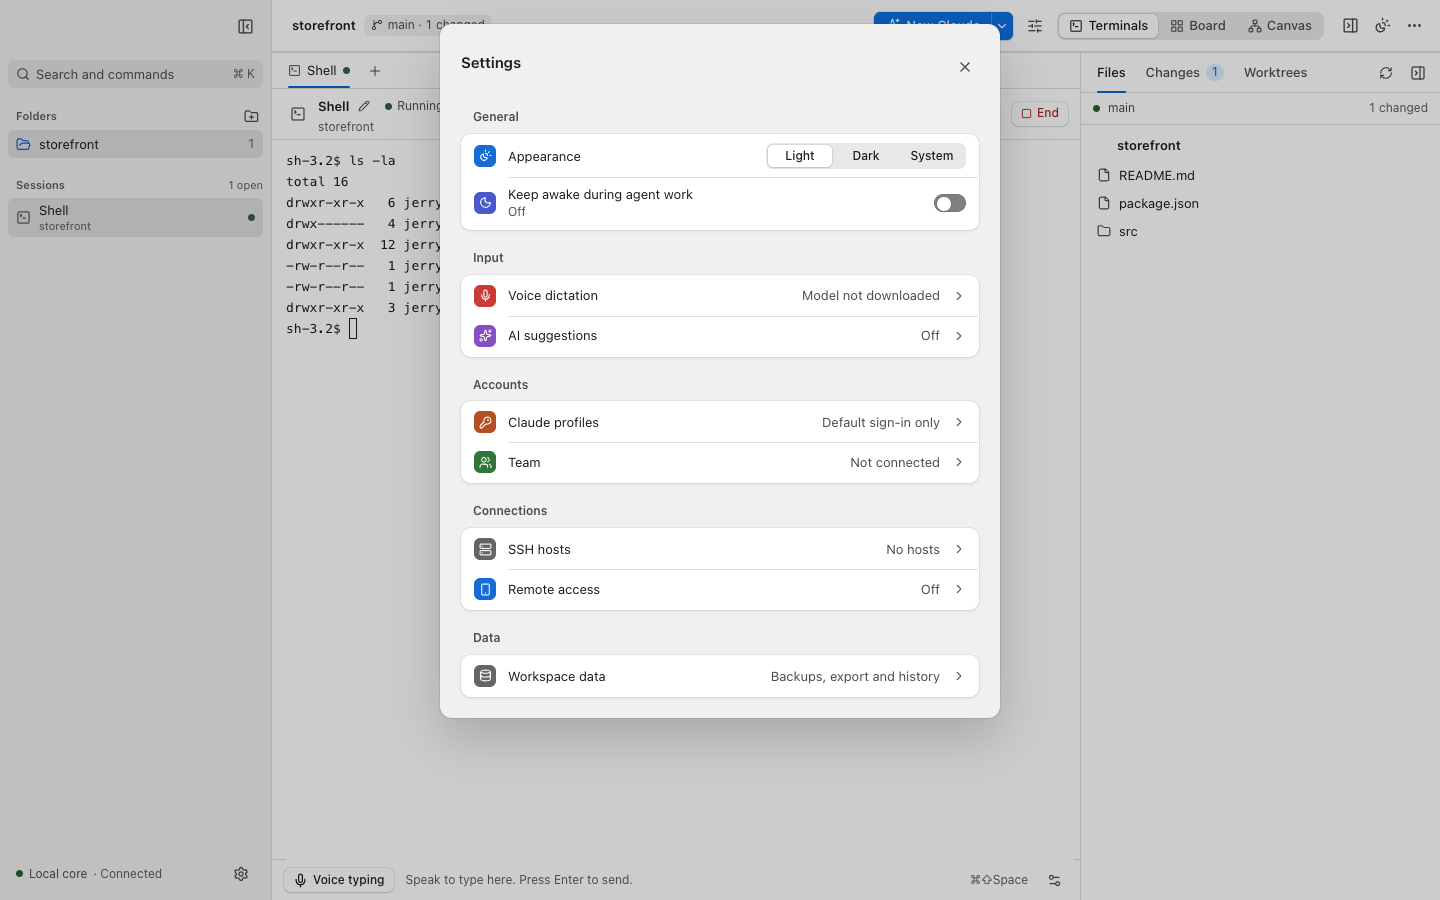 storefront
main · 1 changed
Terminals
Board
Canvas
Search and commands
⌘ K
Folders
storefront
1
Sessions
1 open
Shell
storefront
Shell
Shell
Running
storefront
End
sh-3.2$ ls -la
total 16
drwxr-xr-x 6 jerry
drwx------ 4 jerry
drwxr-xr-x 12 jerry
-rw-r--r-- 1 jerry
-rw-r--r-- 1 jerry
drwxr-xr-x 3 jerry
sh-3.2$
Settings
General
Appearance
Light
Dark
System
Keep awake during agent work
Off
Input
Voice dictation
Model not downloaded
AI suggestions
Off
Accounts
Claude profiles
Default sign-in only
Team
Not connected
Connections
SSH hosts
No hosts
Remote access
Off
Data
Workspace data
Backups, export and history
Files
Changes 1
Worktrees
main
1 changed
storefront
README.md
package.json
src
Local core · Connected
Voice typing
Speak to type here. Press Enter to send.
⌘⇧Space